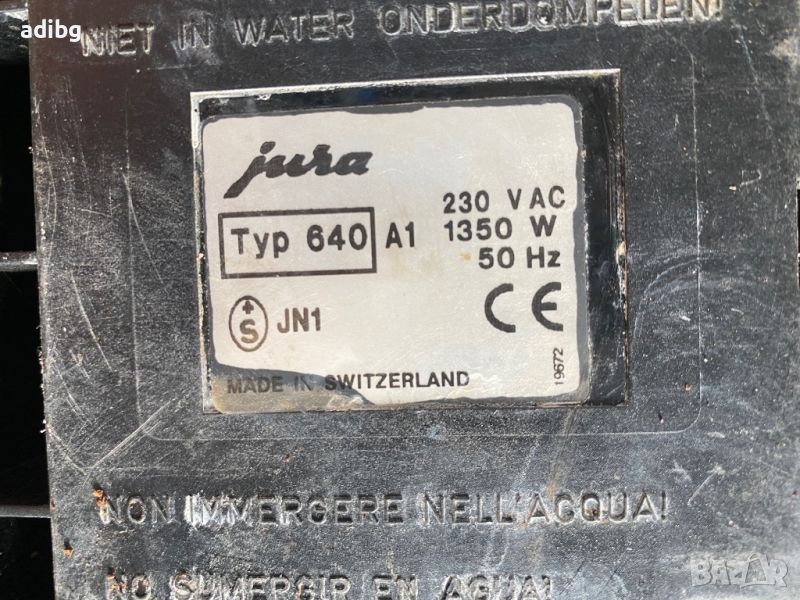 adibg
NIET IN WATER ONDERDOMPELEN!
jura
230 V AC
Typ 640 A1 1350 W
50 Hz
S JN1 CE
19672
MADE IN SWITZERLAND
NON IMMERGERE NELL'ACQUA!
NO SUMERGIR EN AGUA!
BAZAR